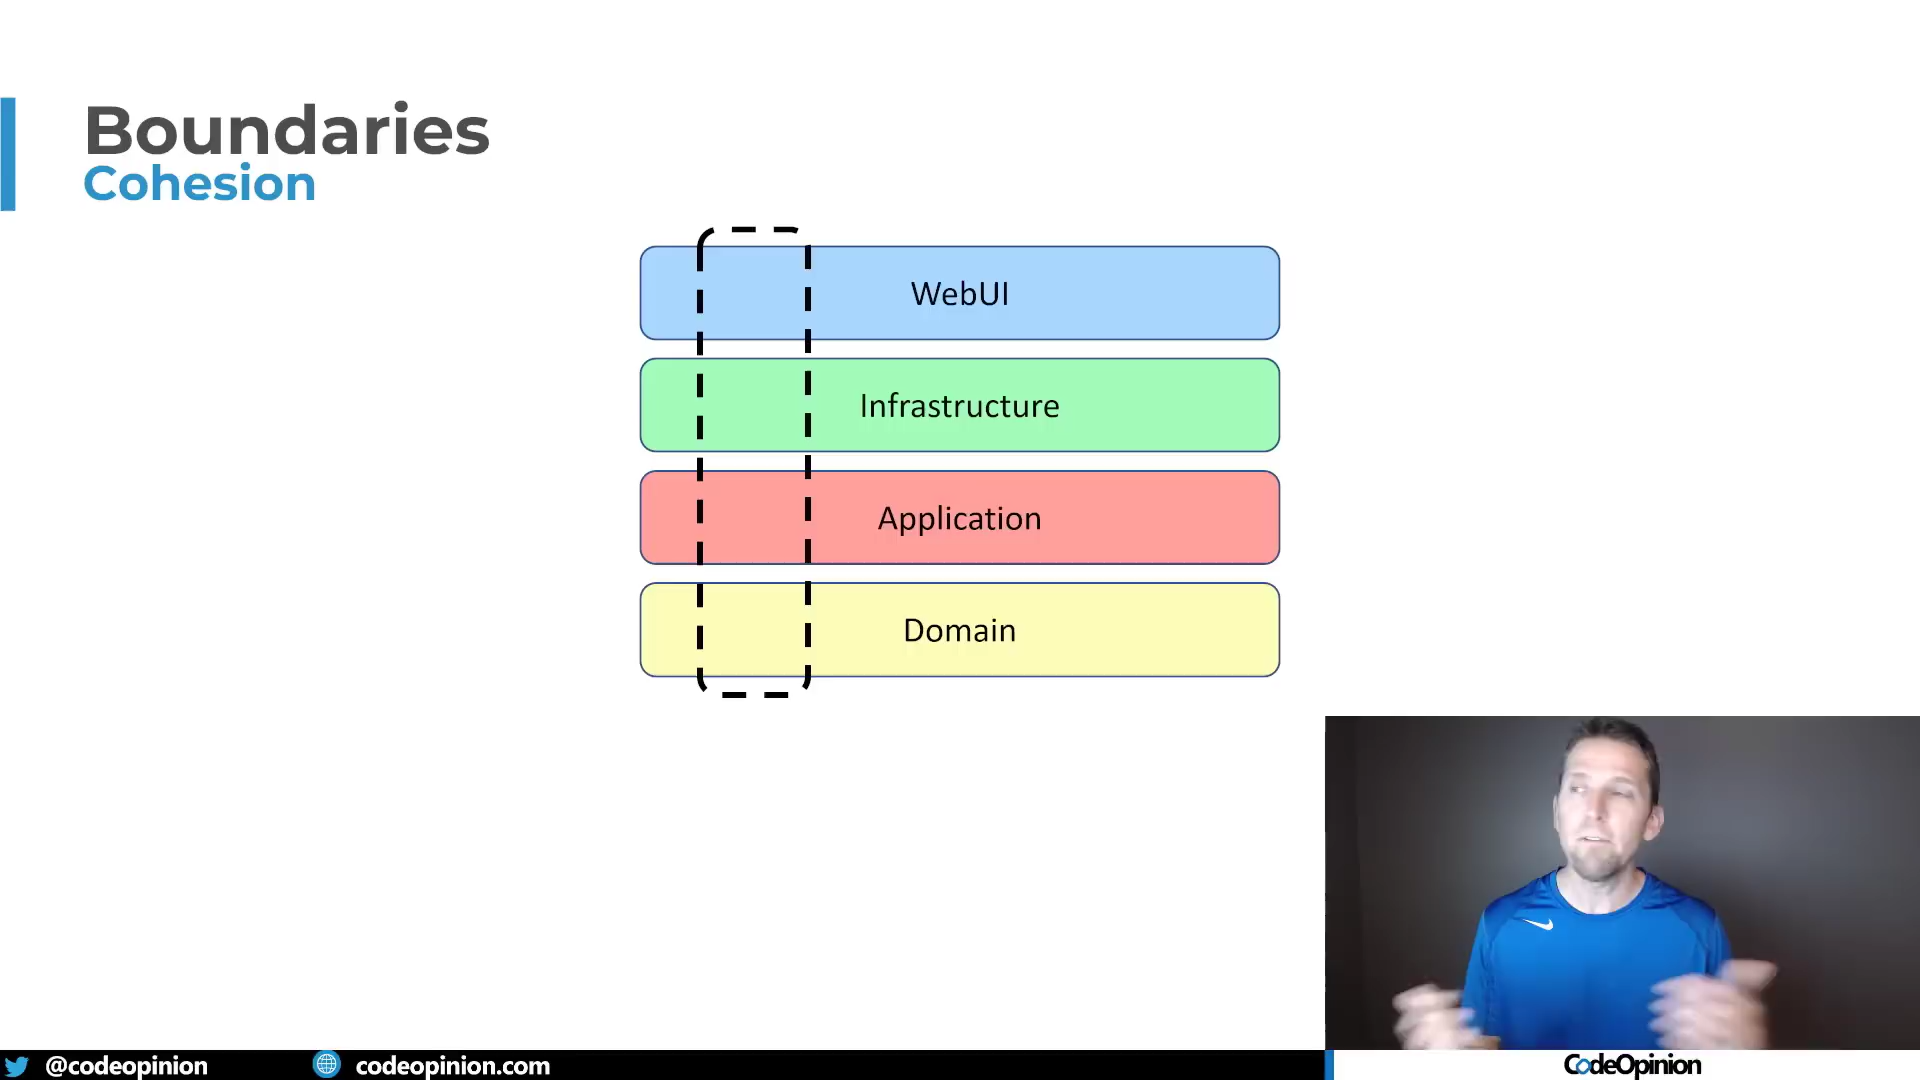 Boundaries
Cohesion
WebUI
Infrastructure
Application
Domain
@codeopinion
codeopinion.com
CodeOpinion